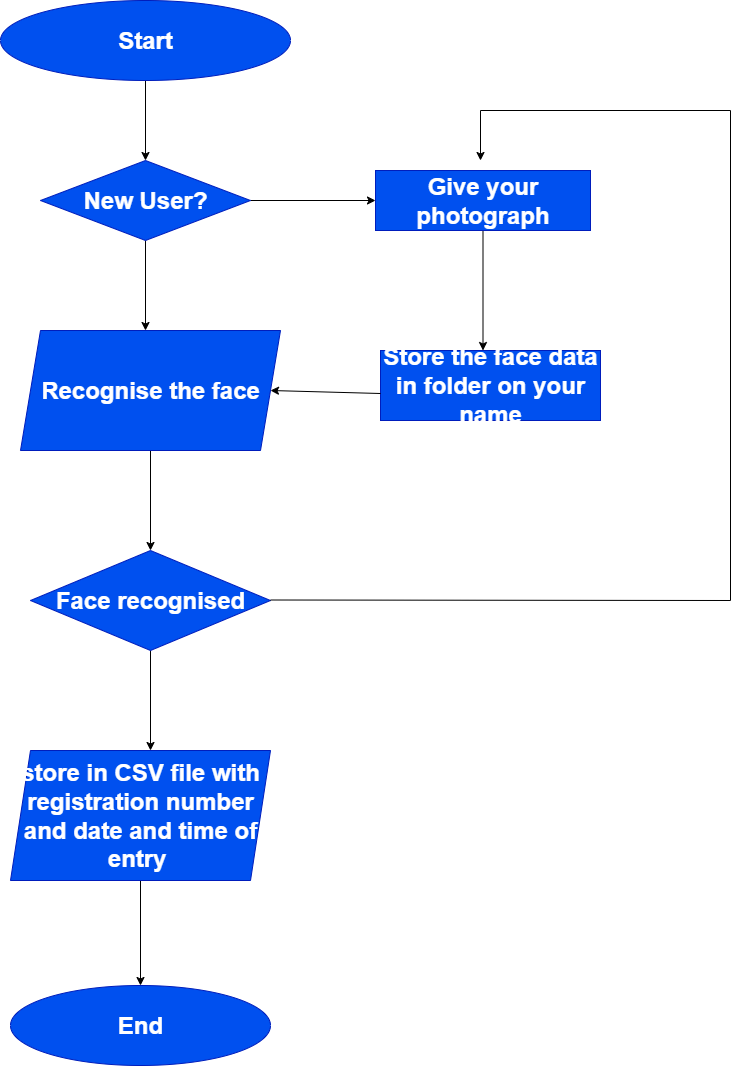 Start
New User?
Give your
photograph
Recognise the face
Store the face data
in folder on your
name
Face recognised
store in CSV file with
registration number
and date and time of
entry
End